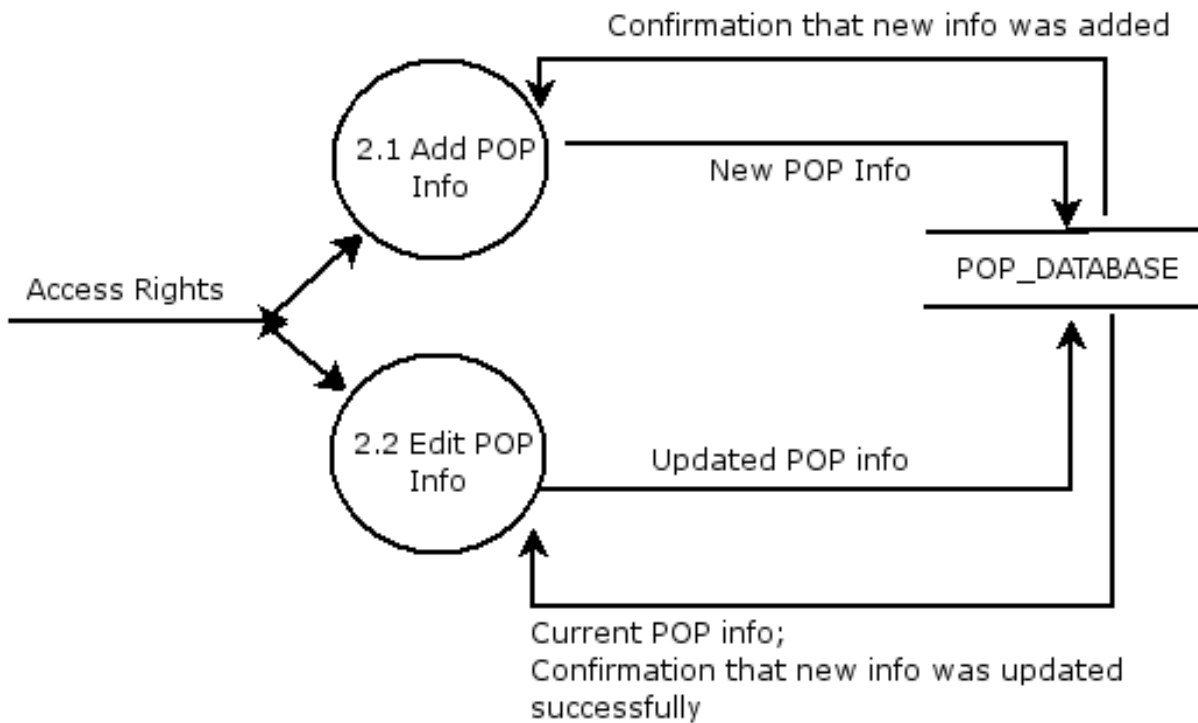 Confirmation that new info was added
2.1 Add POP
Info
New POP Info
POP_DATABASE
Access Rights
2.2 Edit POP
Info
Updated POP info
Current POP info;
Confirmation that new info was updated
successfully